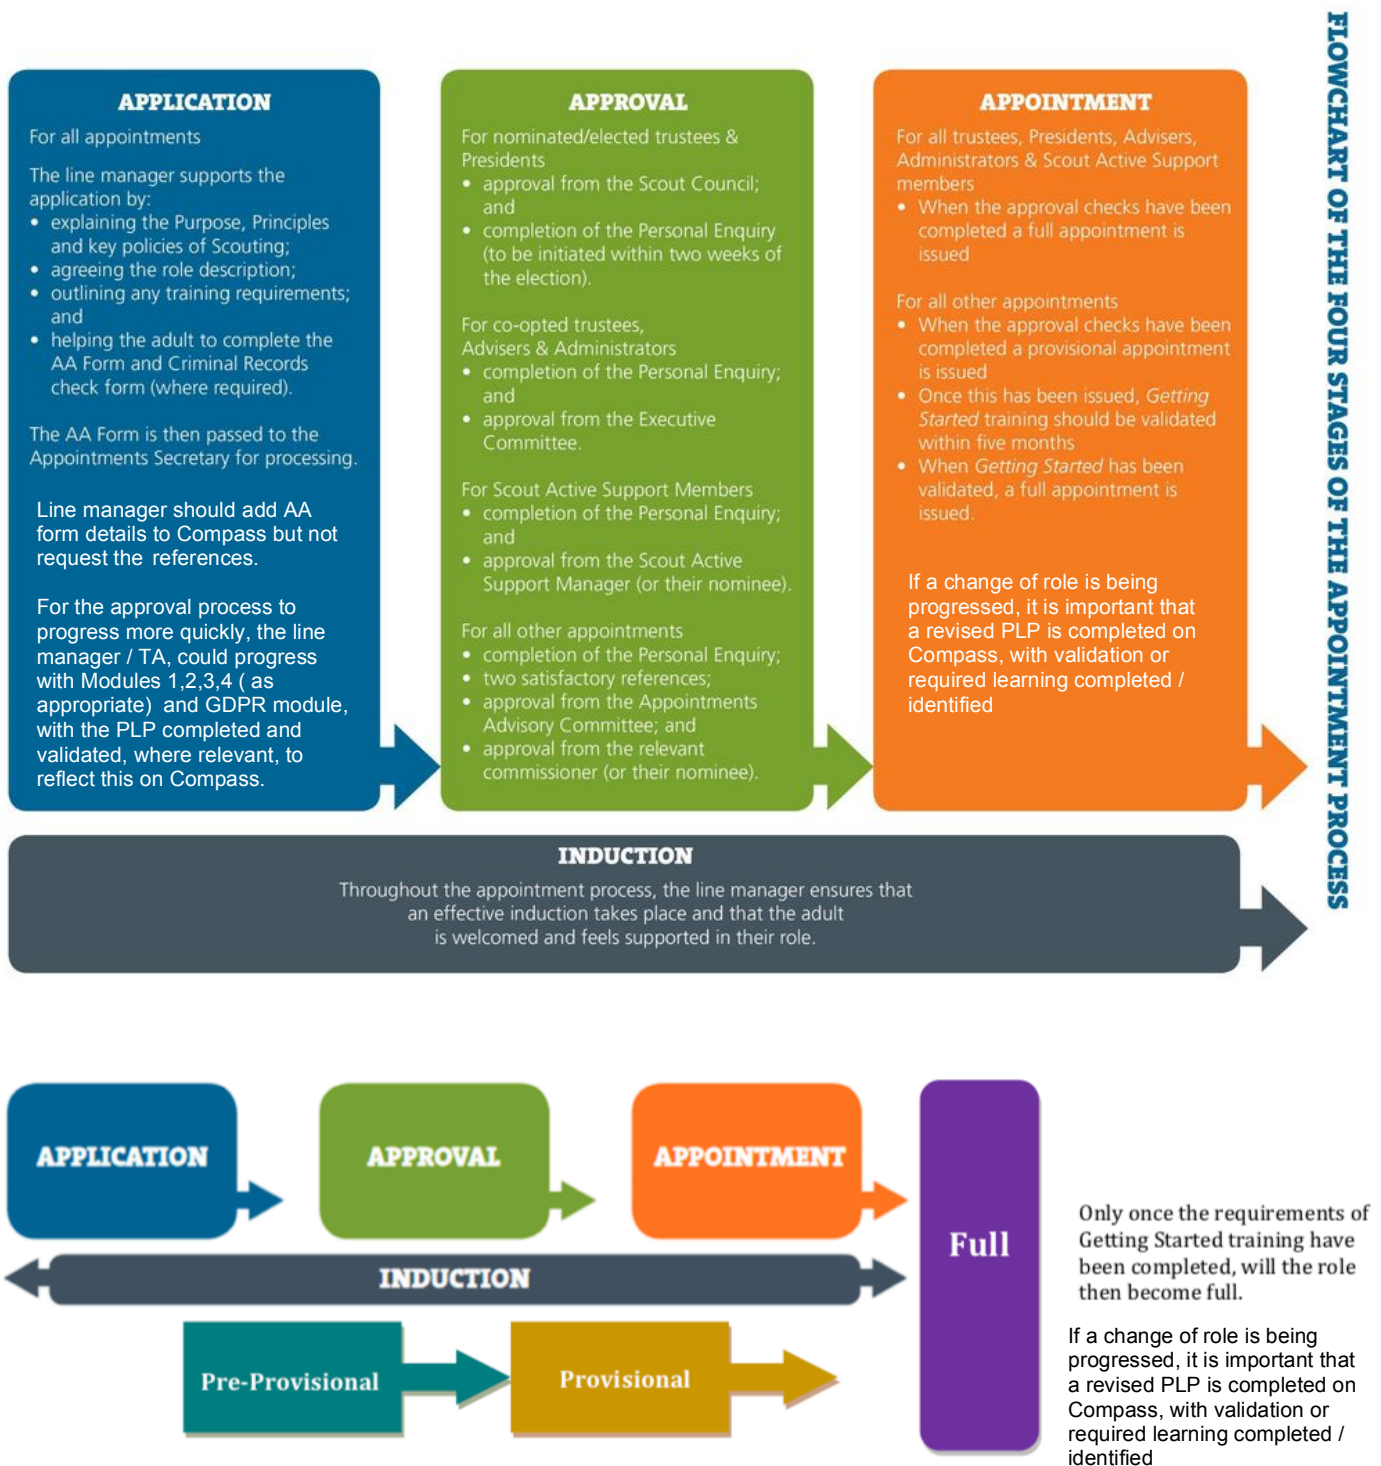 FLOWCHART OF THE FOUR STAGES OF THE APPOINTMENT PROCESS
APPLICATION
For all appointments
The line manager supports the
application by:
• explaining the Purpose, Principles
and key policies of Scouting;
• agreeing the role description;
• outlining any training requirements;
and
• helping the adult to complete the
AA Form and Criminal Records
check form (where required).
The AA Form is then passed to the
Appointments Secretary for processing.
Line manager should add AA
form details to Compass but not
request the references.
For the approval process to
progress more quickly, the line
manager / TA, could progress
with Modules 1,2,3,4 ( as
appropriate) and GDPR module,
with the PLP completed and
validated, where relevant, to
reflect this on Compass.
APPROVAL
For nominated/elected trustees &
Presidents
• approval from the Scout Council;
and
• completion of the Personal Enquiry
(to be initiated within two weeks of
the election).
For co-opted trustees,
Advisers & Administrators
• completion of the Personal Enquiry;
and
• approval from the Executive
Committee.
For Scout Active Support Members
• completion of the Personal Enquiry;
and
• approval from the Scout Active
Support Manager (or their nominee).
For all other appointments
• completion of the Personal Enquiry;
• two satisfactory references;
• approval from the Appointments
Advisory Committee; and
• approval from the relevant
commissioner (or their nominee).
APPOINTMENT
For all trustees, Presidents, Advisers,
Administrators & Scout Active Support
members
• When the approval checks have been
completed a full appointment is
issued
For all other appointments
• When the approval checks have been
completed a provisional appointment
is issued
• Once this has been issued, Getting
Started training should be validated
within five months
• When Getting Started has been
validated, a full appointment is
issued.
If a change of role is being
progressed, it is important that
a revised PLP is completed on
Compass, with validation or
required learning completed /
identified
INDUCTION
Throughout the appointment process, the line manager ensures that
an effective induction takes place and that the adult
is welcomed and feels supported in their role.
APPLICATION
APPROVAL
APPOINTMENT
INDUCTION
Pre-Provisional
Provisional
Full
Only once the requirements of
Getting Started training have
been completed, will the role
then become full.
If a change of role is being
progressed, it is important that
a revised PLP is completed on
Compass, with validation or
required learning completed /
identified